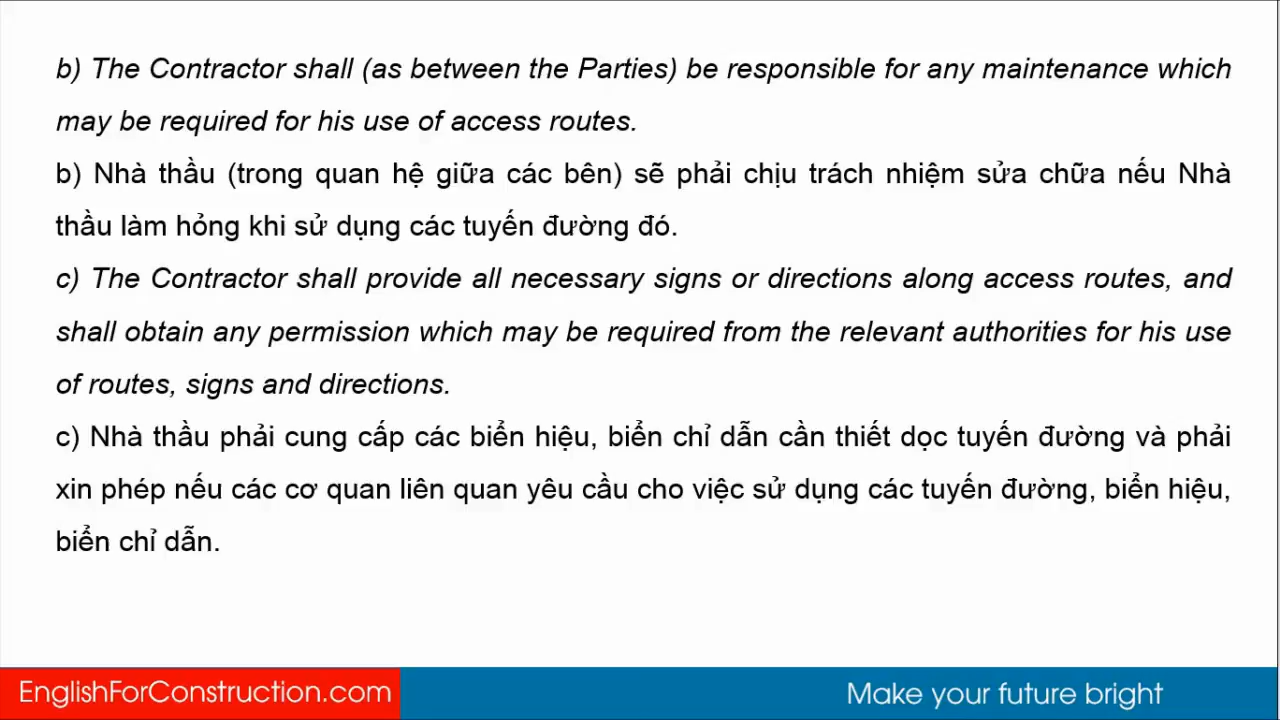 b) The Contractor shall (as between the Parties) be responsible for any maintenance which
may be required for his use of access routes.
b) Nhà thầu (trong quan hệ giữa các bên) sẽ phải chịu trách nhiệm sửa chữa nếu Nhà
thầu làm hỏng khi sử dụng các tuyến đường đó.
c) The Contractor shall provide all necessary signs or directions along access routes, and
shall obtain any permission which may be required from the relevant authorities for his use
of routes, signs and directions.
c) Nhà thầu phải cung cấp các biển hiệu, biển chỉ dẫn cần thiết dọc tuyến đường và phải
xin phép nếu các cơ quan liên quan yêu cầu cho việc sử dụng các tuyến đường, biển hiệu,
biển chỉ dẫn.
EnglishForConstruction.com
Make your future bright